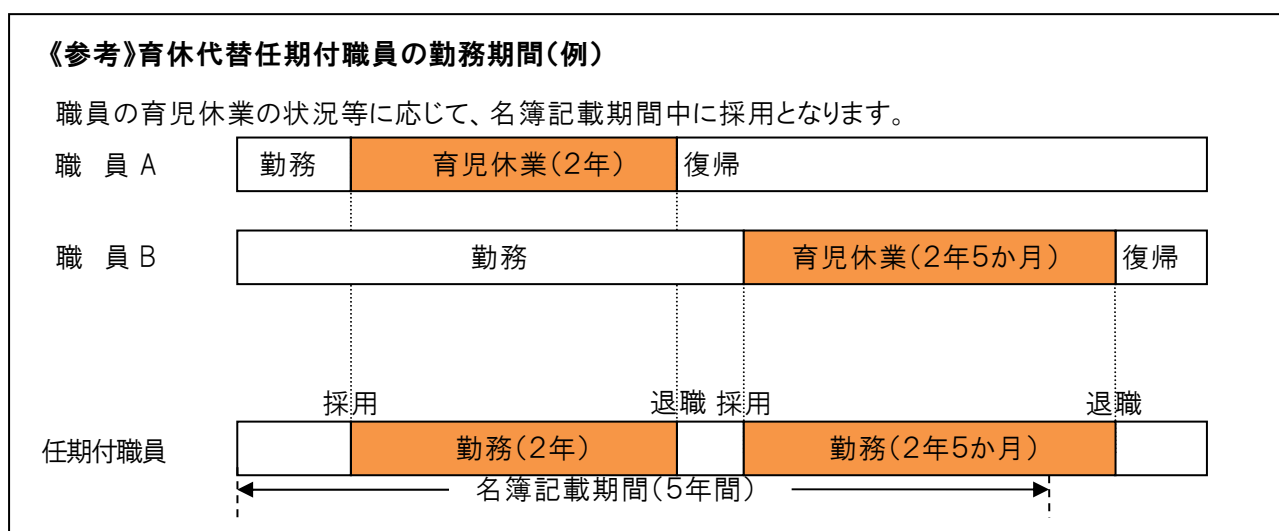 《参考》育休代替任期付職員の勤務期間(例)
職員の育児休業の状況等に応じて、名簿記載期間中に採用となります。
職 員 A 勤務 育児休業(2年) 復帰
職 員 B 勤務 育児休業(2年5か月) 復帰
採用 退職 採用 退職
任期付職員 勤務(2年) 勤務(2年5か月)
名簿記載期間(5年間)